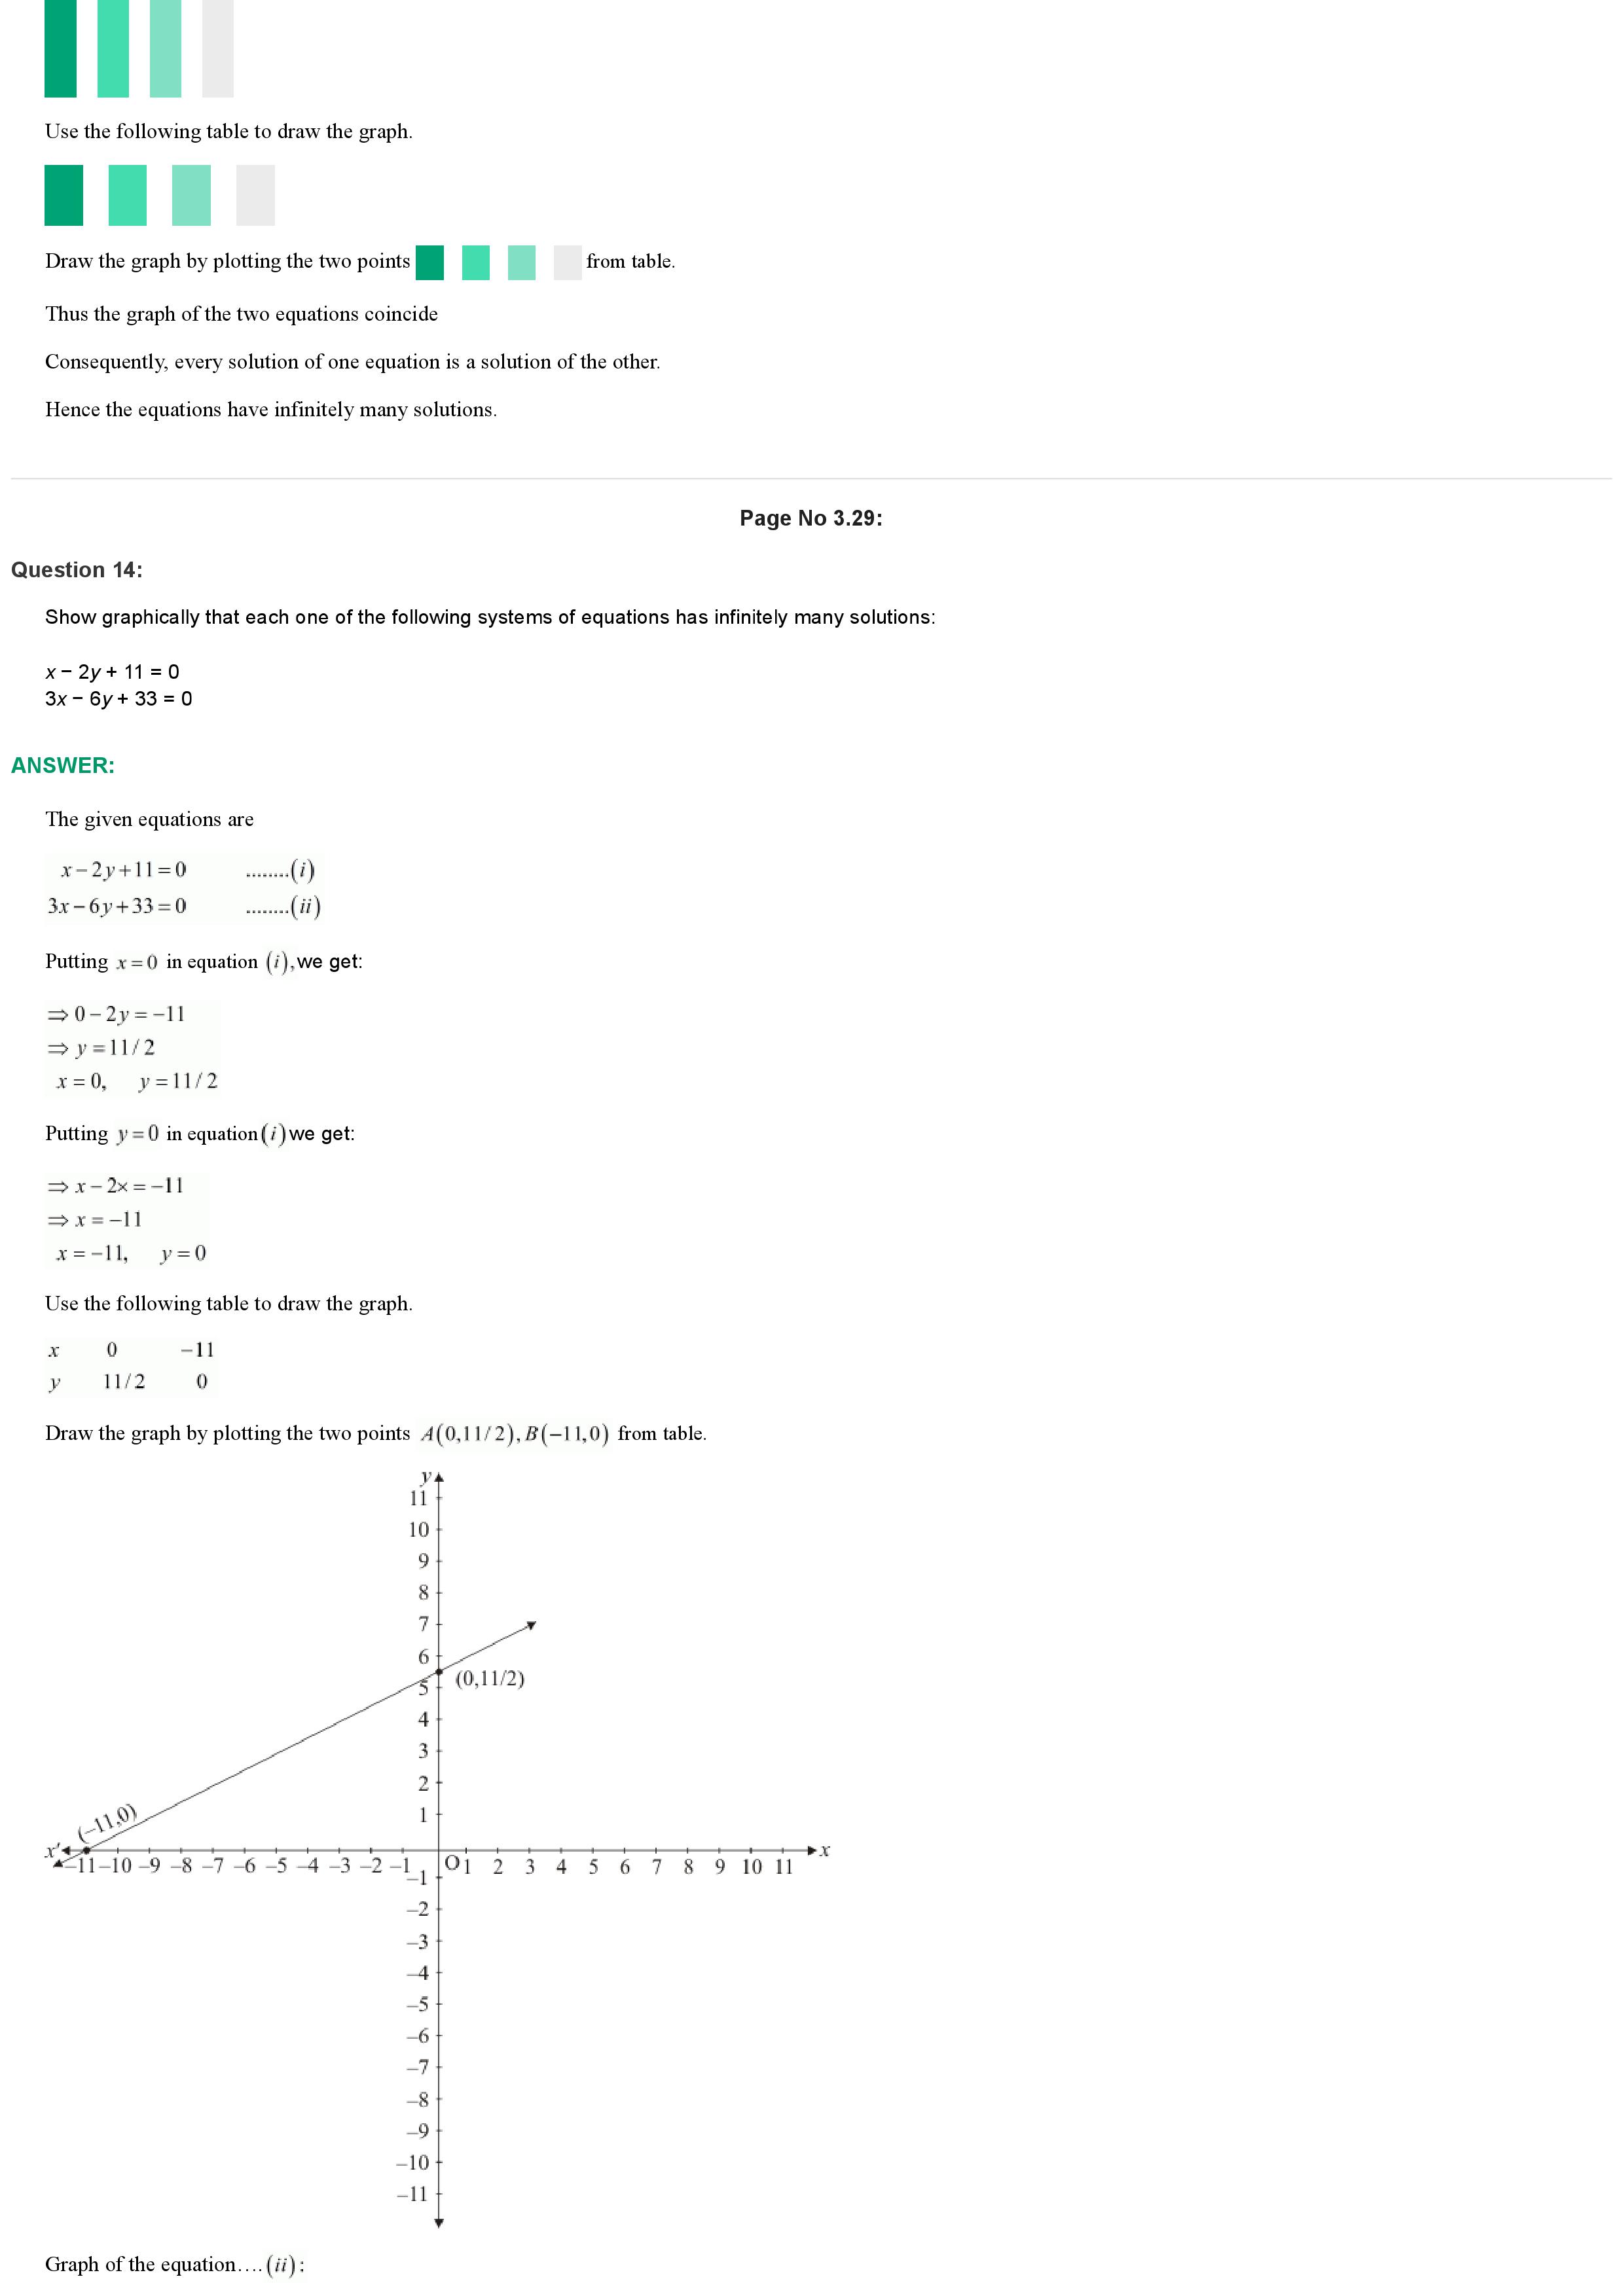 Use the following table to draw the graph.
Draw the graph by plotting the two points from table.
Thus the graph of the two equations coincide
Consequently, every solution of one equation is a solution of the other.
Hence the equations have infinitely many solutions.
Page No 3.29:
Question 14:
Show graphically that each one of the following systems of equations has infinitely many solutions:
x − 2y + 11 = 0
3x − 6y + 33 = 0
ANSWER:
The given equations are
x−2y+11=0 ........(i)
3x−6y+33=0 ........(ii)
Putting x=0 in equation (i),we get:
⇒0−2y=−11
⇒y=11/2
x=0, y=11/2
Putting y=0 in equation(i)we get:
⇒x−2×=−11
⇒x=−11
x=−11, y=0
Use the following table to draw the graph.
x 0 −11
y 11/2 0
Draw the graph by plotting the two points A(0,11/2),B(−11,0) from table.
y
11
10
9
8
7
6
(0,11/2)
5
4
3
2
1
(−11,0)
x′ x
−11 −10 −9 −8 −7 −6 −5 −4 −3 −2 −1 O 1 2 3 4 5 6 7 8 9 10 11
1
−1
−2
−3
−4
−5
−6
−7
−8
−9
−10
−11
Graph of the equation….(ii):